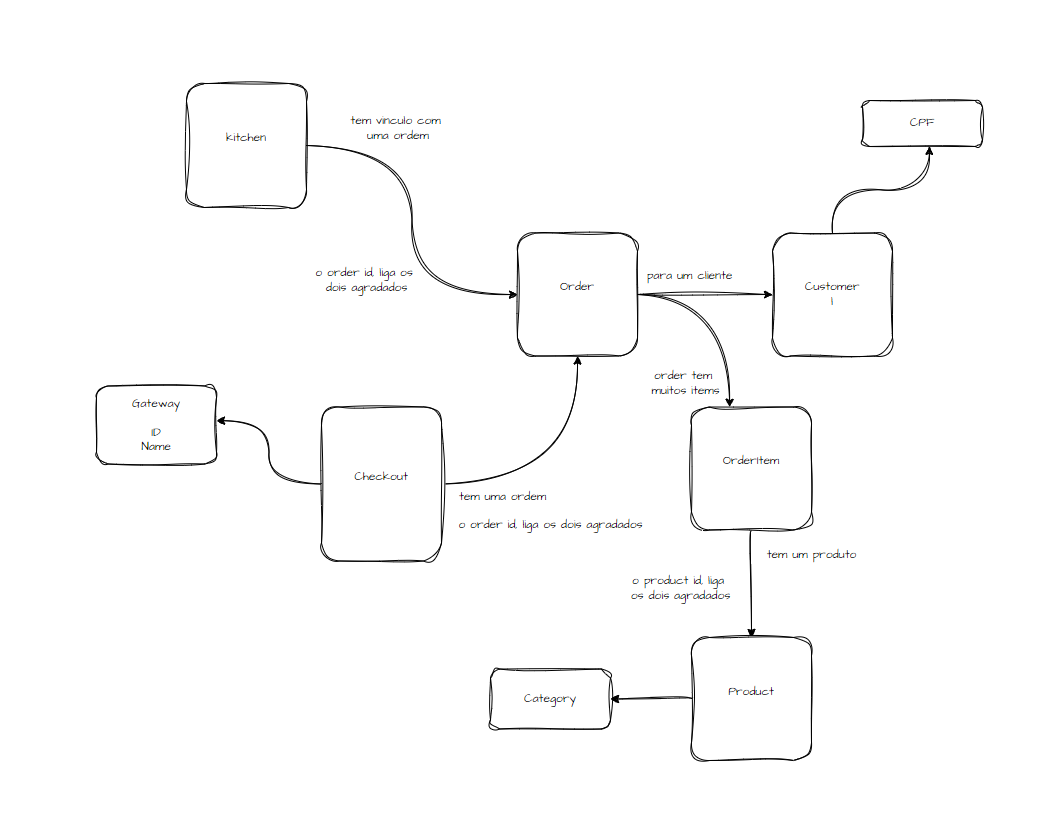 tem vinculo com
uma ordem
CPF
kitchen
o order id, liga os
dois agradados
para um cliente
Order
Customer
1
order tem
muitos items
Gateway
ID
Name
OrderItem
Checkout
tem uma ordem
o order id, liga os dois agradados
tem um produto
o product id, liga
os dois agradados
Product
Category